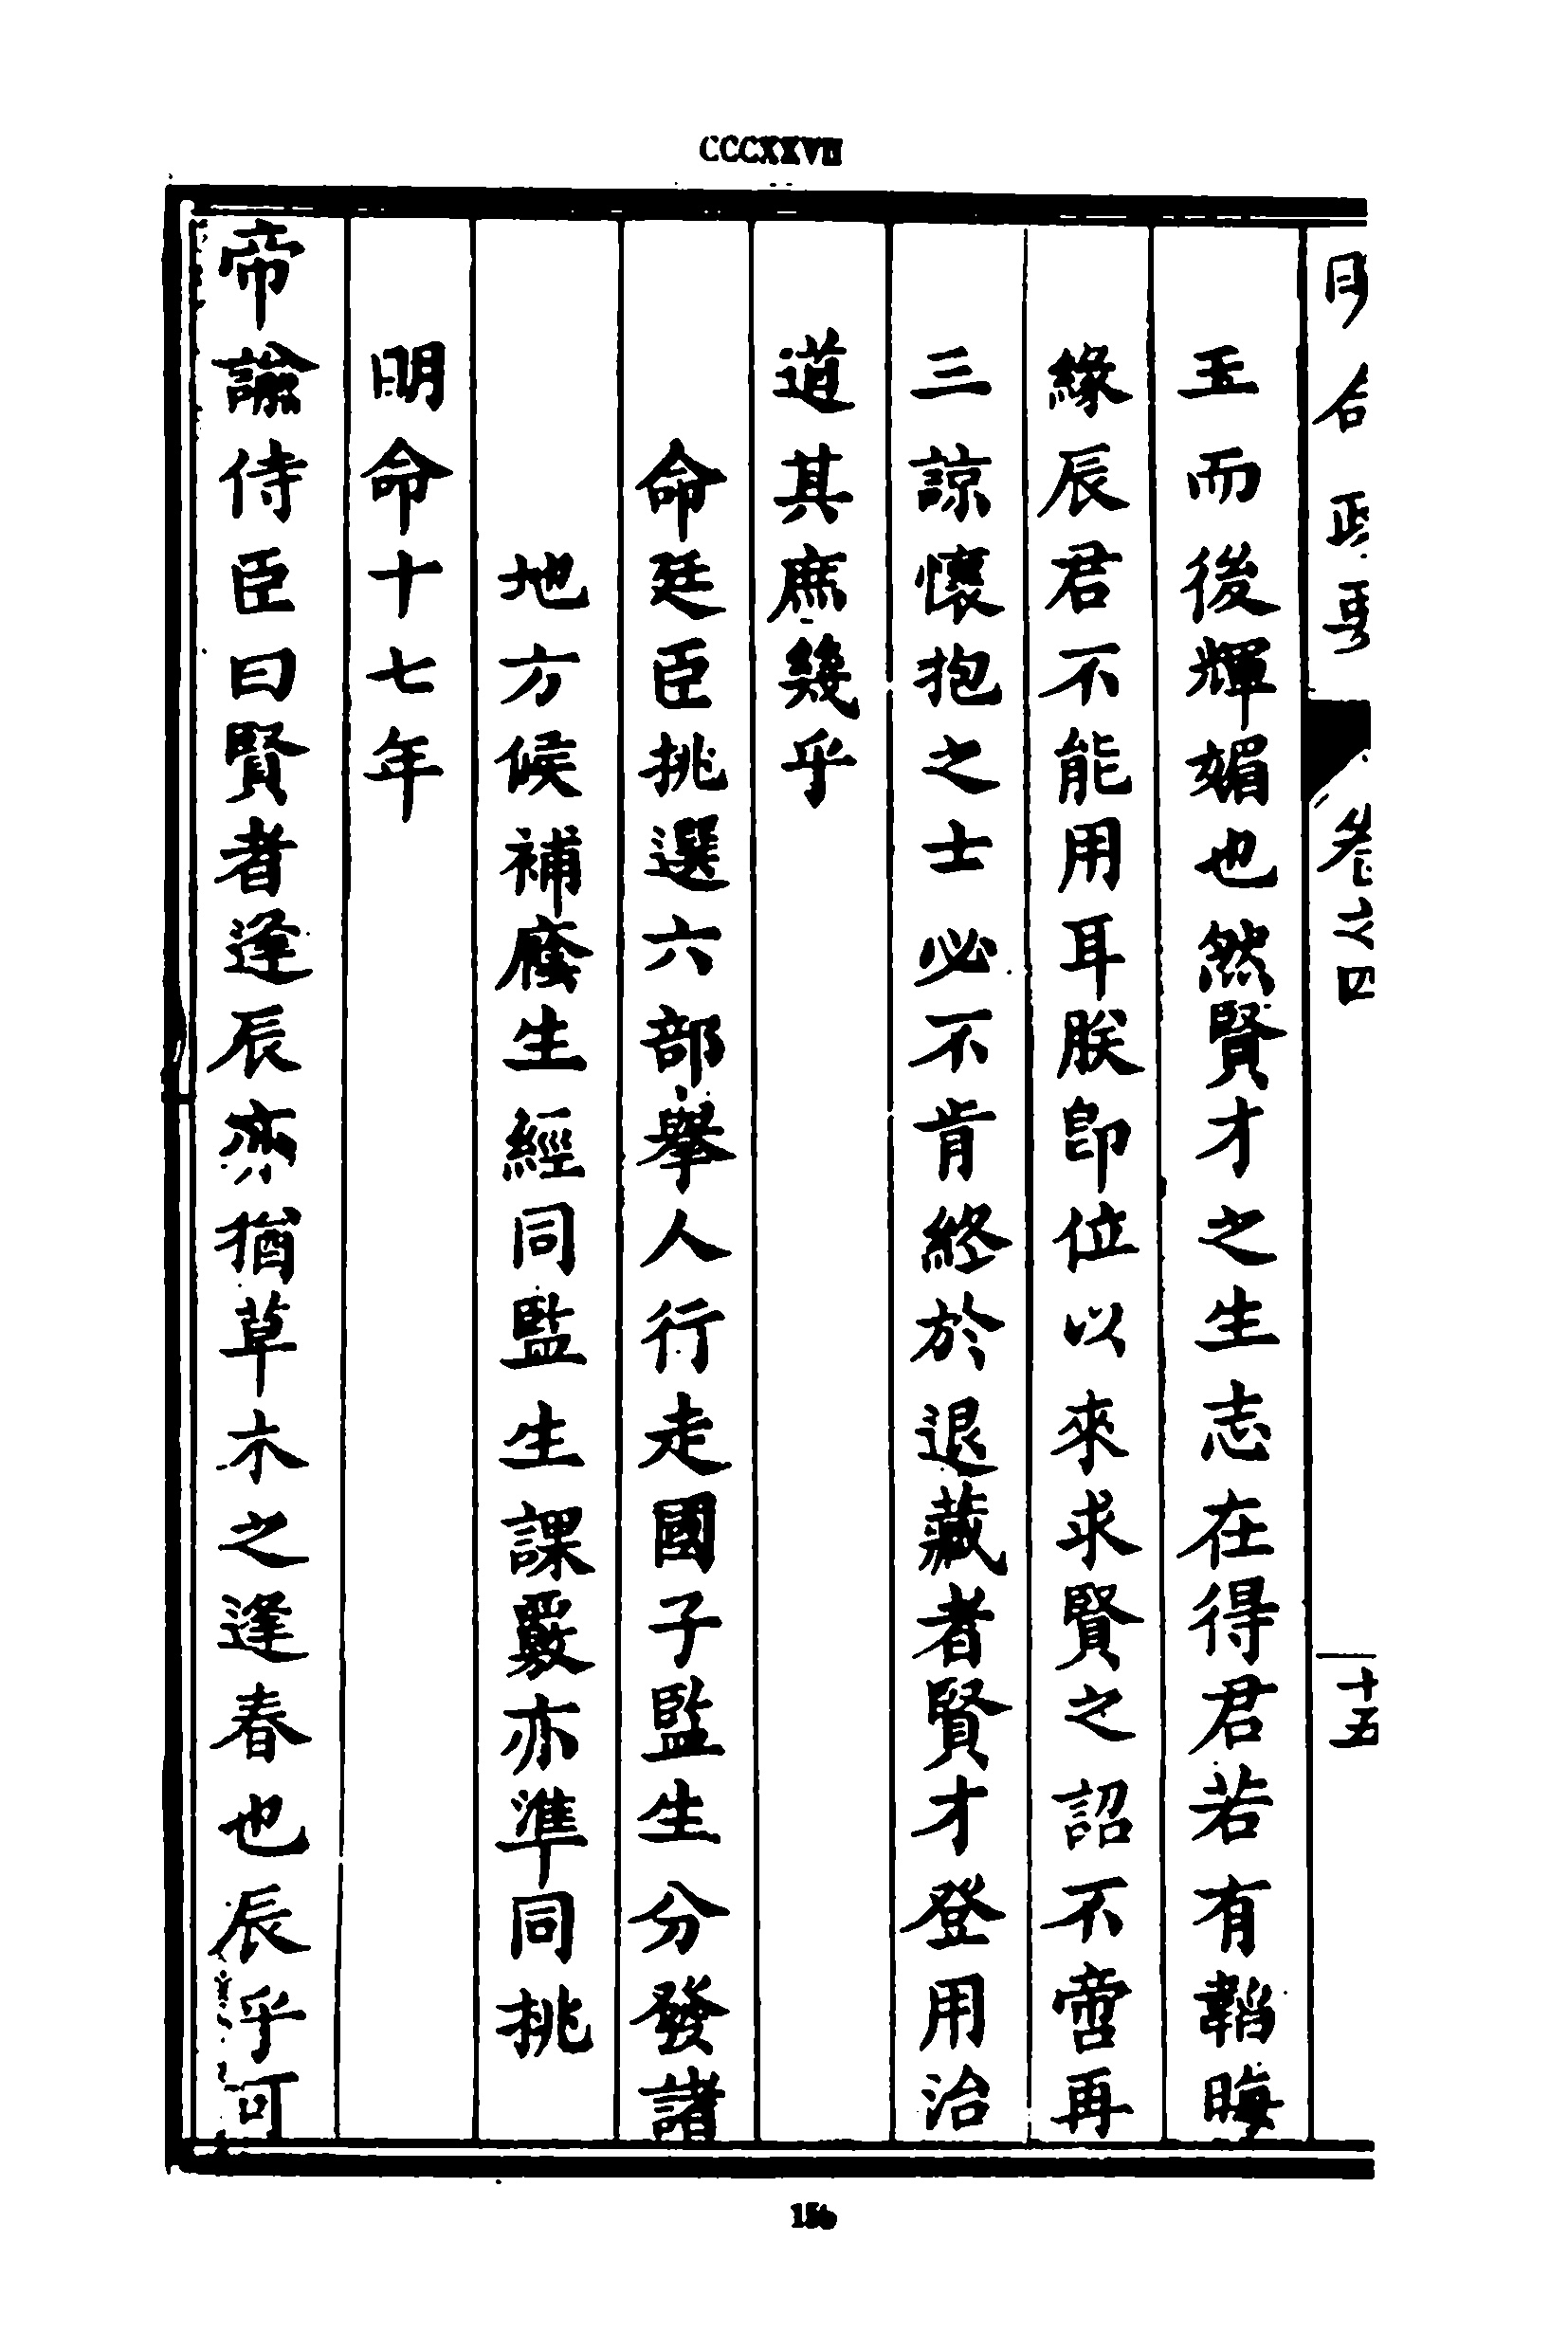 CCCXXVII
明命政要 卷之四 十五
玉而後輝媚也然賢才之生志在得君若有韜晦
緣辰君不能用耳朕即位以來求賢之詔不啻再
三諒懷抱之士必不肯終於退藏者賢才登用治
道其庶幾乎
命廷臣挑選六部舉人行走國子監生分發諸
地方候補廕生經同監生課覈亦準同挑
明命十七年
帝諭侍臣曰賢者逢辰亦猶草木之逢春也辰乎可
15b